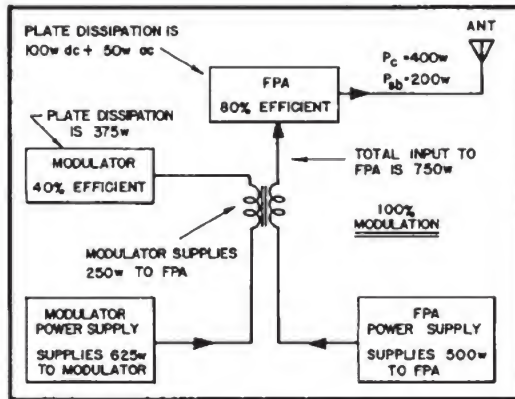 PLATE DISSIPATION IS
100w dc + 50w ac
ANT
Pc =400w
Psb=200w
FPA
80% EFFICIENT
PLATE DISSIPATION
IS 375w
MODULATOR
40% EFFICIENT
TOTAL INPUT TO
FPA IS 750w
100%
MODULATION
MODULATOR SUPPLIES
250w TO FPA
MODULATOR
POWER SUPPLY
SUPPLIES 625w
TO MODULATOR
FPA
POWER SUPPLY
SUPPLIES 500w
TO FPA